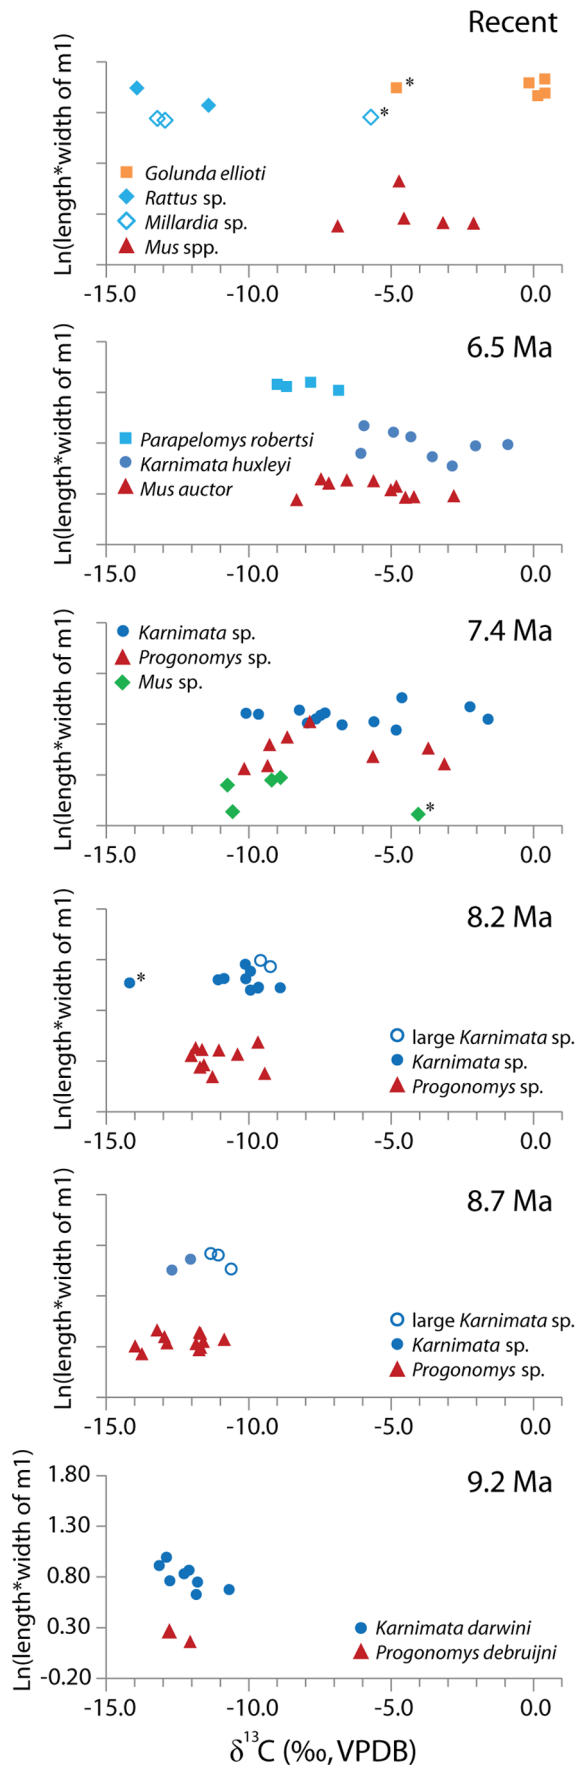 Recent
Ln(length*width of m1)
*
*
Golunda ellioti
Rattus sp.
Millardia sp.
Mus spp.
-15.0 -10.0 -5.0 0.0
6.5 Ma
Ln(length*width of m1)
Parapelomys robertsi
Karnimata huxleyi
Mus auctor
-15.0 -10.0 -5.0 0.0
7.4 Ma
Ln(length*width of m1)
Karnimata sp.
Progonomys sp.
Mus sp.
*
-15.0 -10.0 -5.0 0.0
8.2 Ma
Ln(length*width of m1)
*
large Karnimata sp.
Karnimata sp.
Progonomys sp.
-15.0 -10.0 -5.0 0.0
8.7 Ma
Ln(length*width of m1)
large Karnimata sp.
Karnimata sp.
Progonomys sp.
-15.0 -10.0 -5.0 0.0
9.2 Ma
Ln(length*width of m1)
1.80
1.30
0.80
0.30
-0.20
Karnimata darwini
Progonomys debruijni
-15.0 -10.0 -5.0 0.0
δ¹³C (‰, VPDB)